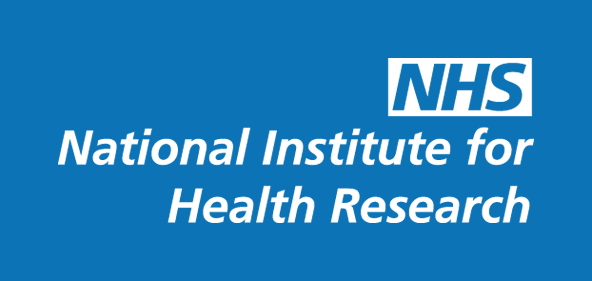 NHS
National Institute for
Health Research